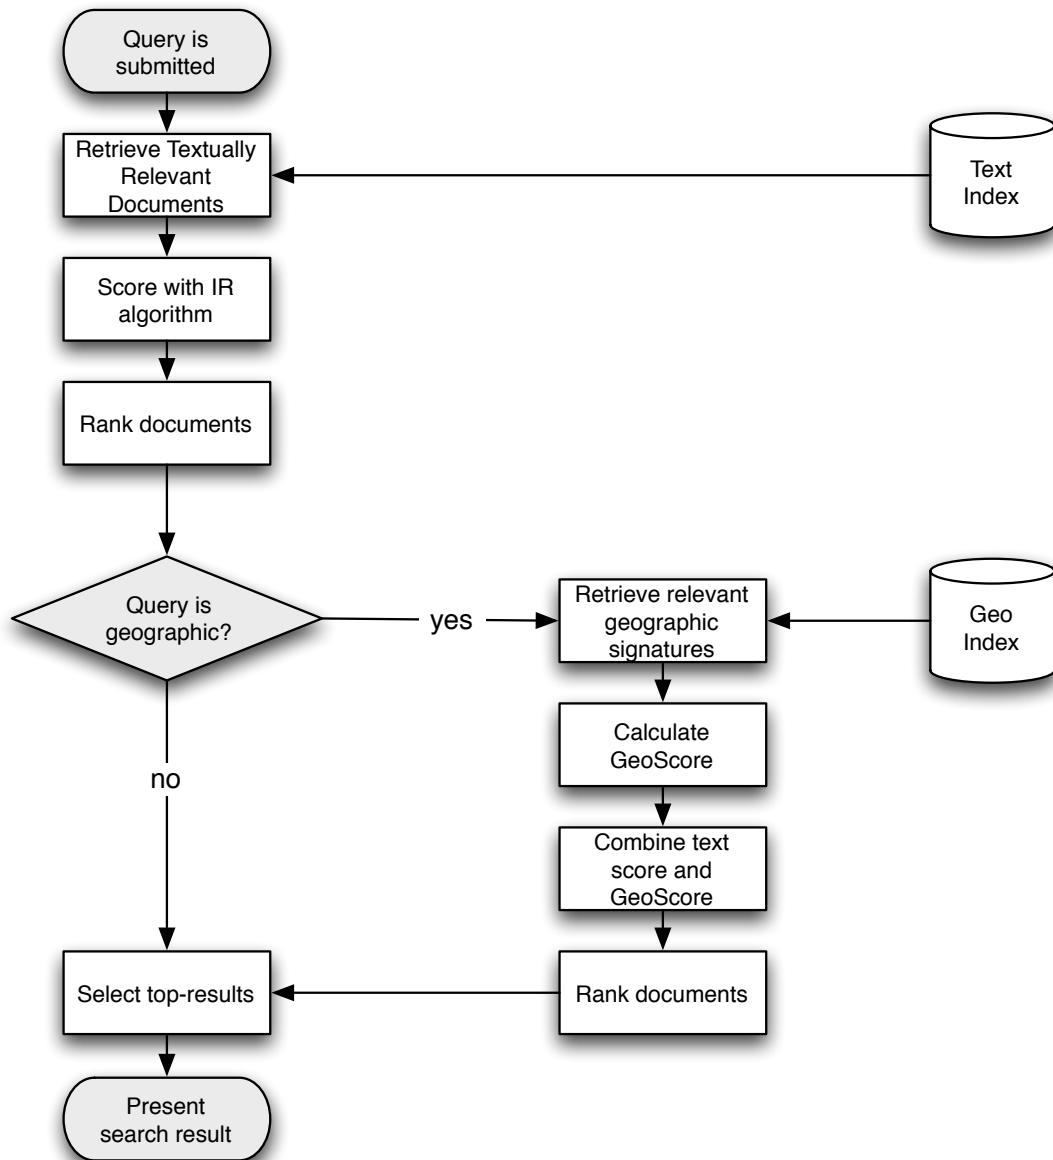 Query is
submitted
Retrieve Textually
Relevant
Documents
Text
Index
Score with IR
algorithm
Rank documents
Query is
geographic?
yes
Retrieve relevant
geographic
signatures
Geo
Index
Calculate
GeoScore
no
Combine text
score and
GeoScore
Select top-results
Rank documents
Present
search result